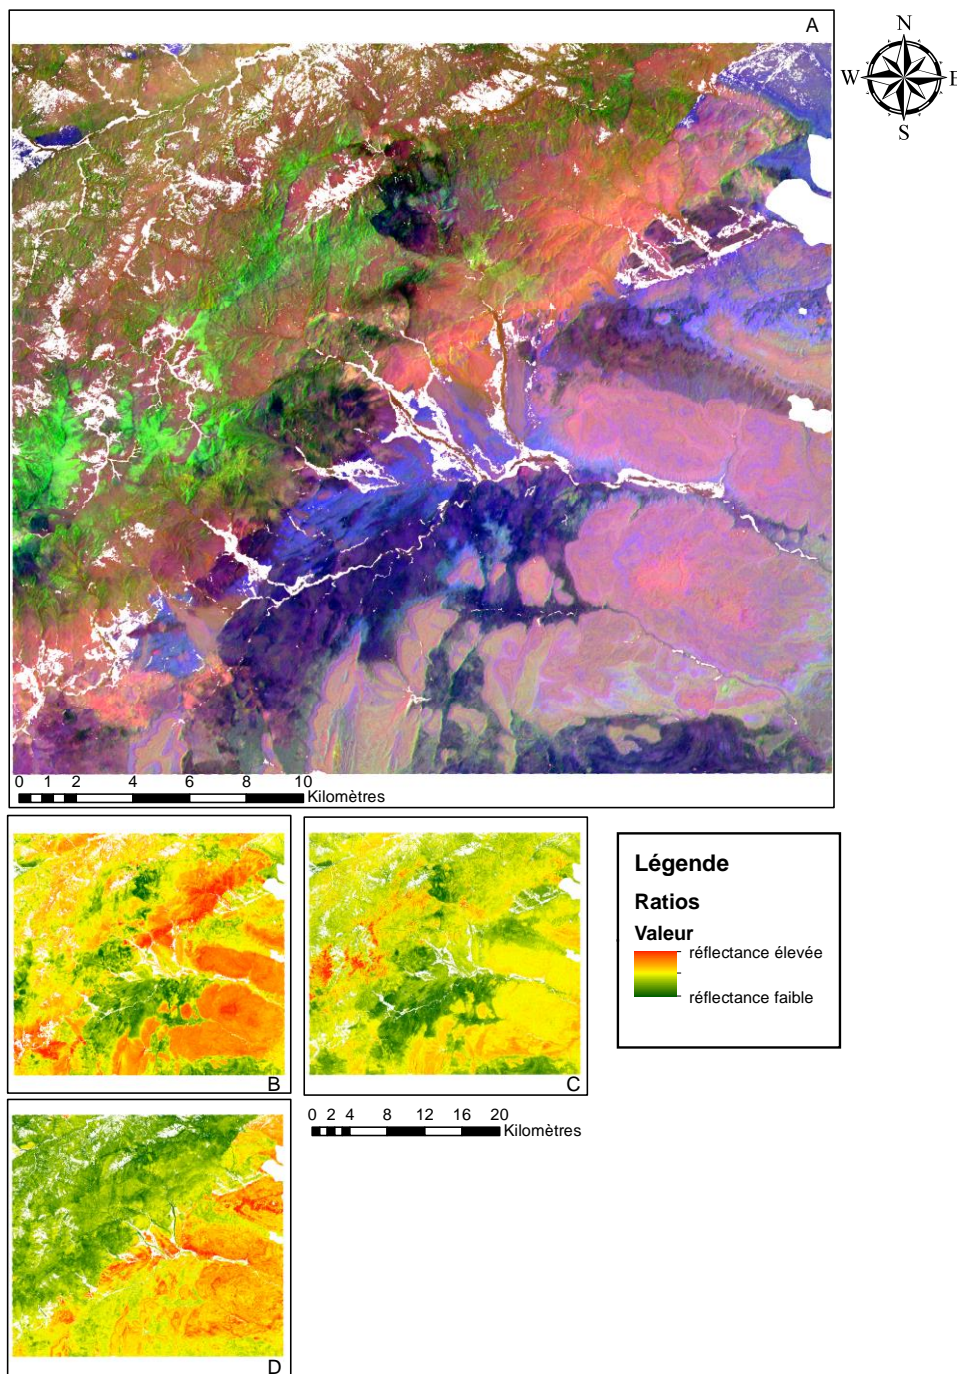 A
N
W E
S
0 1 2 4 6 8 10
Kilomètres
B
C
Légende
Ratios
Valeur
réflectance élevée
réflectance faible
0 2 4 8 12 16 20
Kilomètres
D